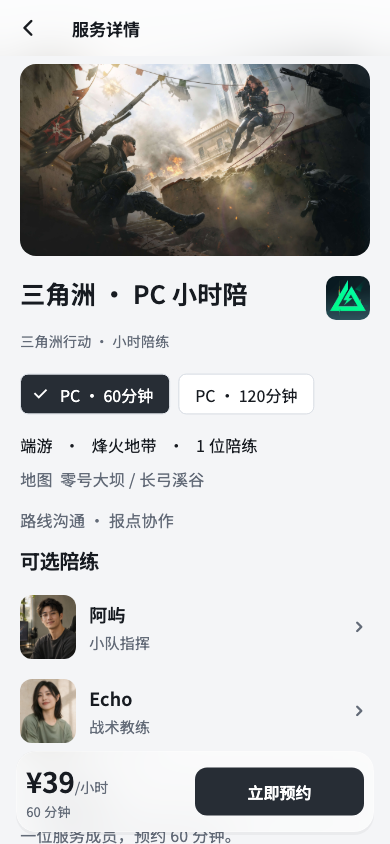 服务详情
三角洲 · PC 小时陪
三角洲行动 · 小时陪练
PC · 60分钟
PC · 120分钟
端游 · 烽火地带 · 1 位陪练
地图 零号大坝 / 长弓溪谷
路线沟通 · 报点协作
可选陪练
阿屿
小队指挥
Echo
战术教练
¥39/小时
60 分钟
立即预约
一位服务成员，预约 60 分钟。